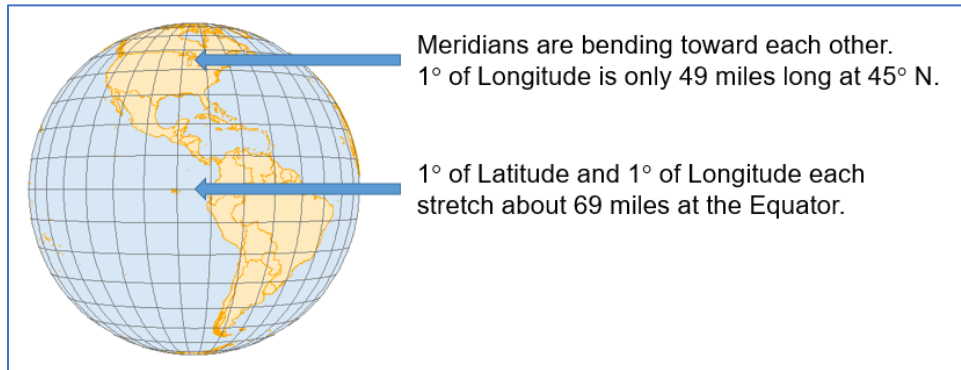 Meridians are bending toward each other.
1° of Longitude is only 49 miles long at 45° N.
1° of Latitude and 1° of Longitude each
stretch about 69 miles at the Equator.